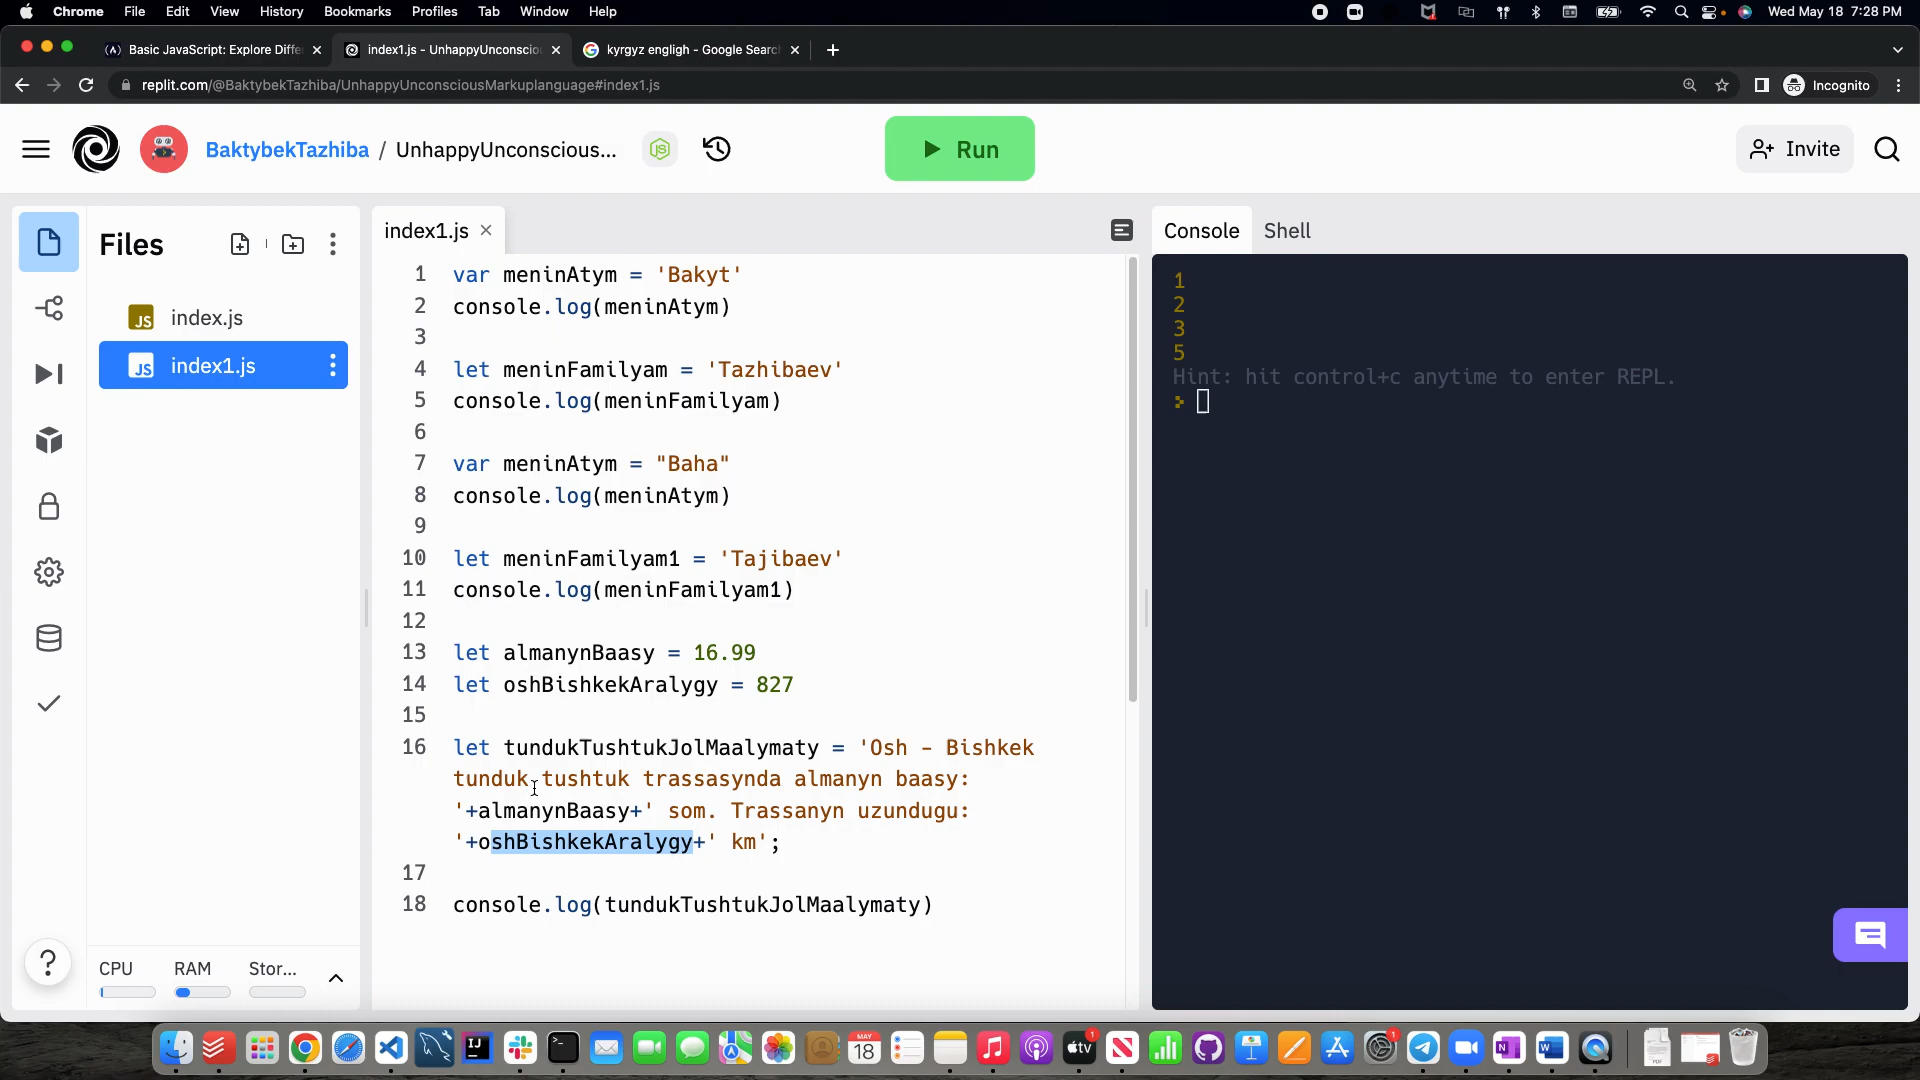 Chrome File Edit View History Bookmarks Profiles Tab Window Help Wed May 18 7:28 PM
Basic JavaScript: Explore Diffe index1.js - UnhappyUnconscio kyrgyz engligh - Google Searc
replit.com/@BaktybekTazhiba/UnhappyUnconsciousMarkuplanguage#index1.js Incognito
BaktybekTazhiba / UnhappyUnconscious... Run Invite
Files
index.js
index1.js
CPU RAM Stor...
index1.js
1 var meninAtym = 'Bakyt'
2 console.log(meninAtym)
3
4 let meninFamilyam = 'Tazhibaev'
5 console.log(meninFamilyam)
6
7 var meninAtym = "Baha"
8 console.log(meninAtym)
9
10 let meninFamilyam1 = 'Tajibaev'
11 console.log(meninFamilyam1)
12
13 let almanynBaasy = 16.99
14 let oshBishkekAralygy = 827
15
16 let tundukTushtukJolMaalymaty = 'Osh - Bishkek
tunduk tushtuk trassasynda almanyn baasy:
'+almanynBaasy+' som. Trassanyn uzundugu:
'+oshBishkekAralygy+' km';
17
18 console.log(tundukTushtukJolMaalymaty)
Console Shell
1
2
3
5
Hint: hit control+c anytime to enter REPL.
MAY
18